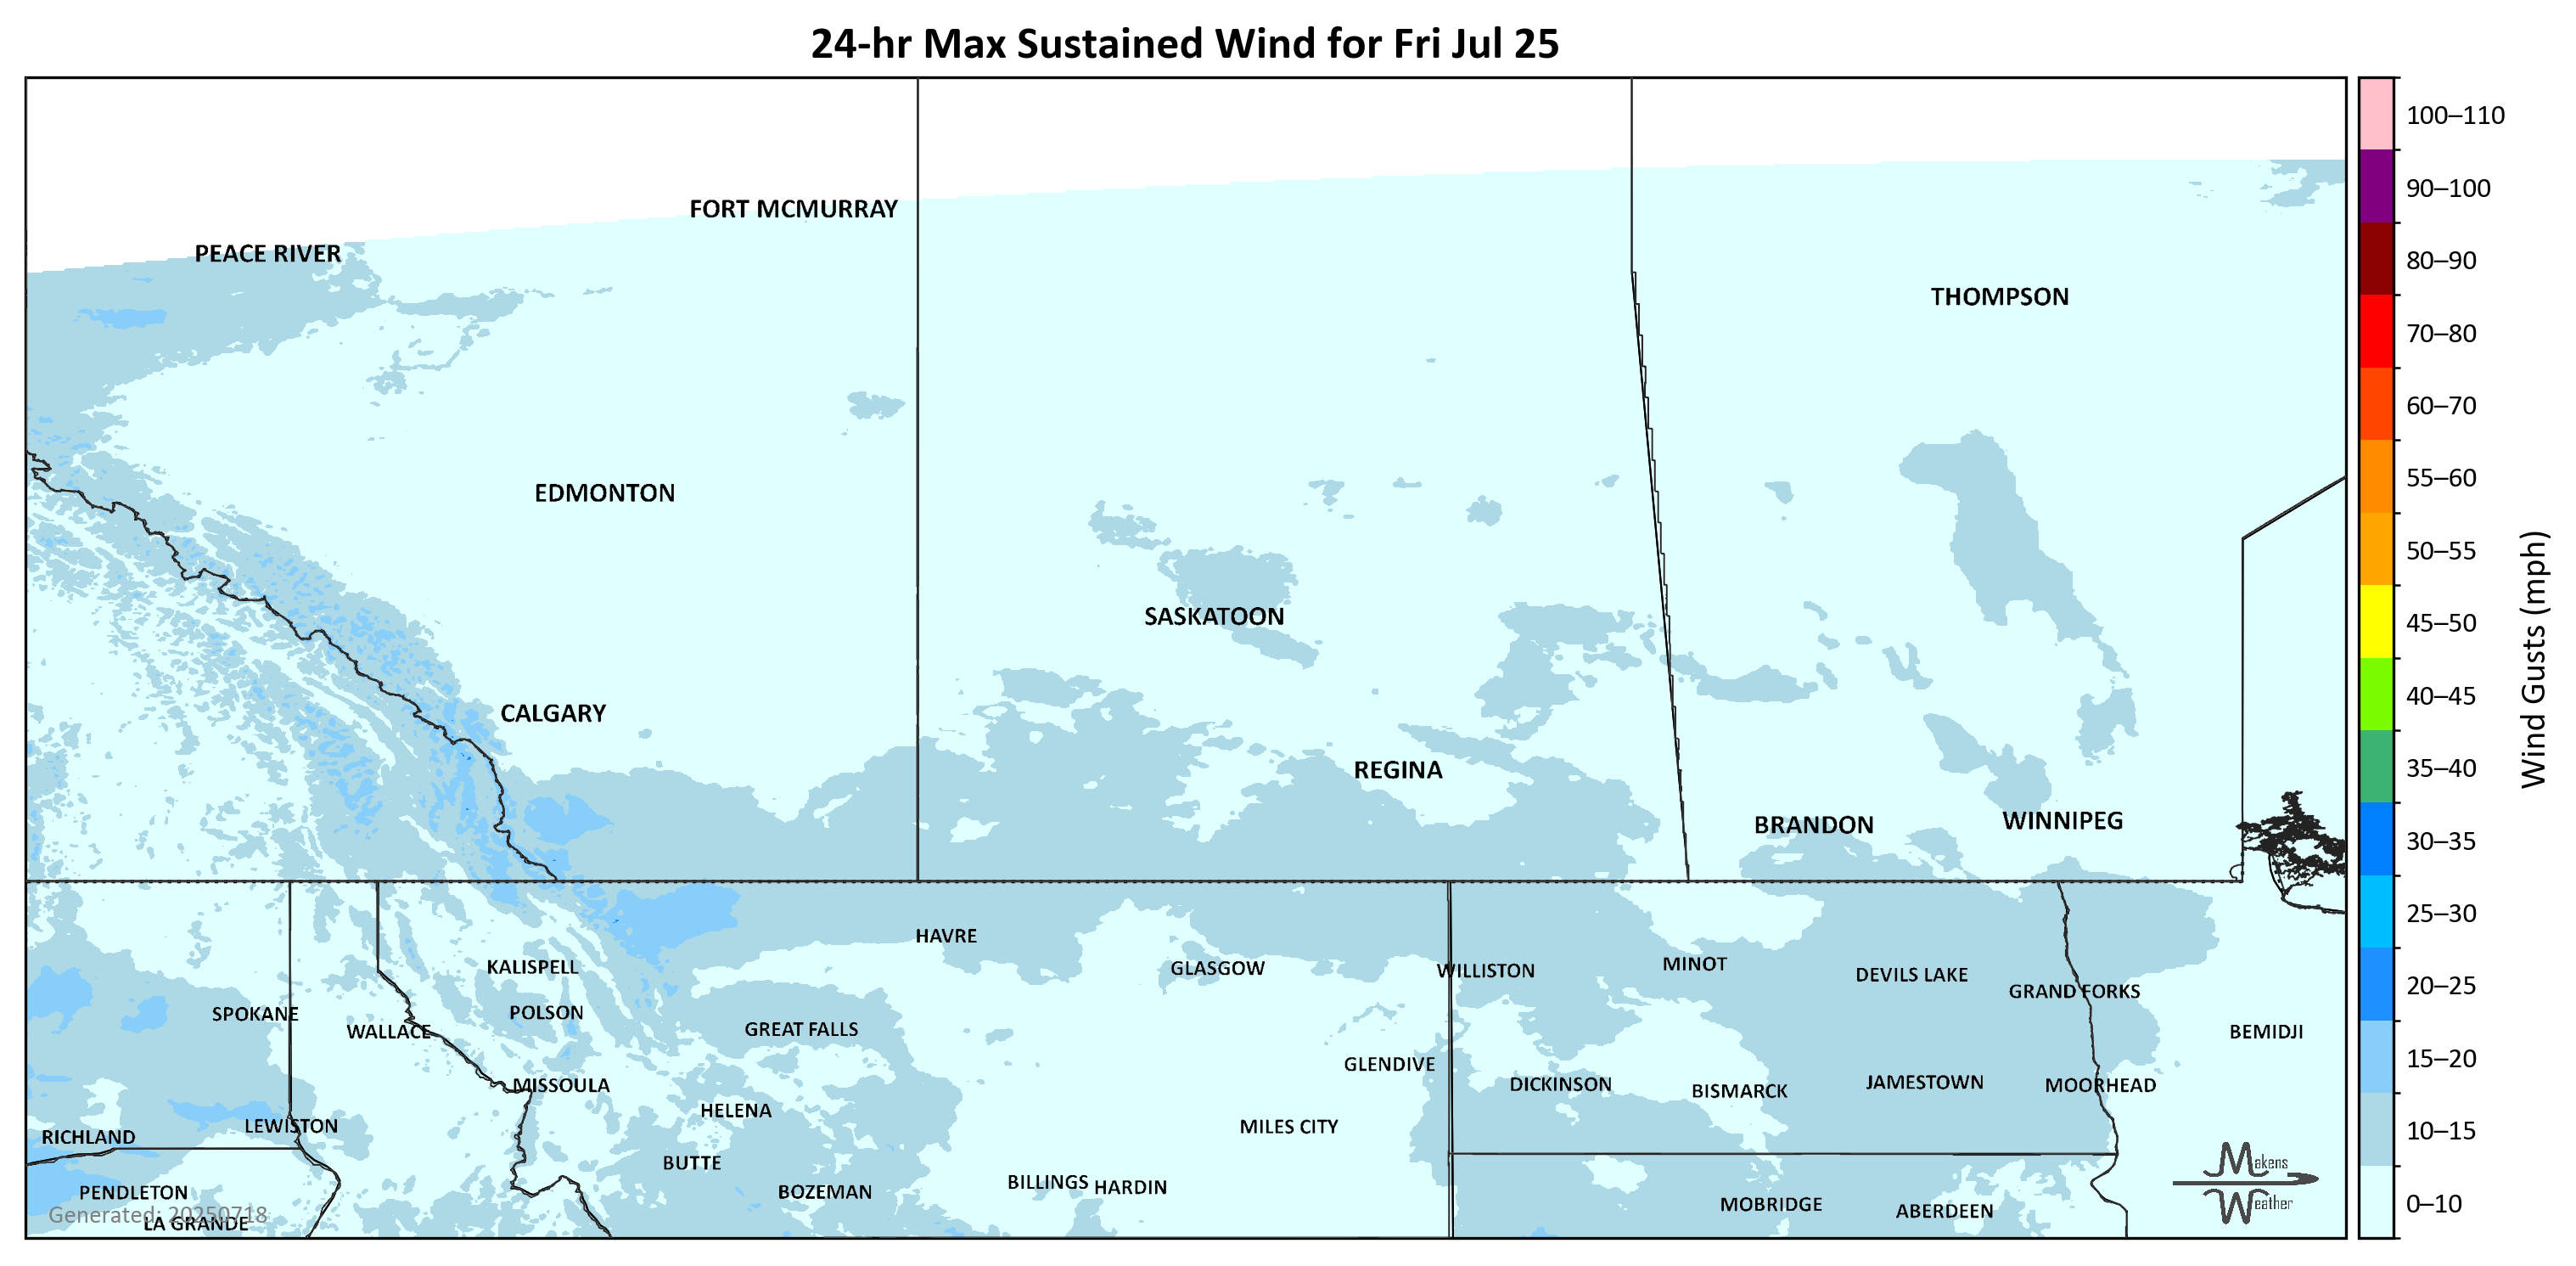 24-hr Max Sustained Wind for Fri Jul 25
100–110
90–100
80–90
70–80
60–70
55–60
50–55
45–50
40–45
35–40
30–35
25–30
20–25
15–20
10–15
0–10
Wind Gusts (mph)
FORT MCMURRAY
PEACE RIVER
THOMPSON
EDMONTON
SASKATOON
CALGARY
REGINA
WINNIPEG
BRANDON
HAVRE
KALISPELL
GLASGOW
WILLISTON
MINOT
DEVILS LAKE
GRAND FORKS
SPOKANE
POLSON
WALLACE
GREAT FALLS
BEMIDJI
GLENDIVE
MISSOULA
DICKINSON
BISMARCK
JAMESTOWN
MOORHEAD
HELENA
LEWISTON
MILES CITY
RICHLAND
BUTTE
BILLINGS
HARDIN
PENDLETON
BOZEMAN
MOBRIDGE
ABERDEEN
LA GRANDE
Generated: 20250718
Makens
Weather